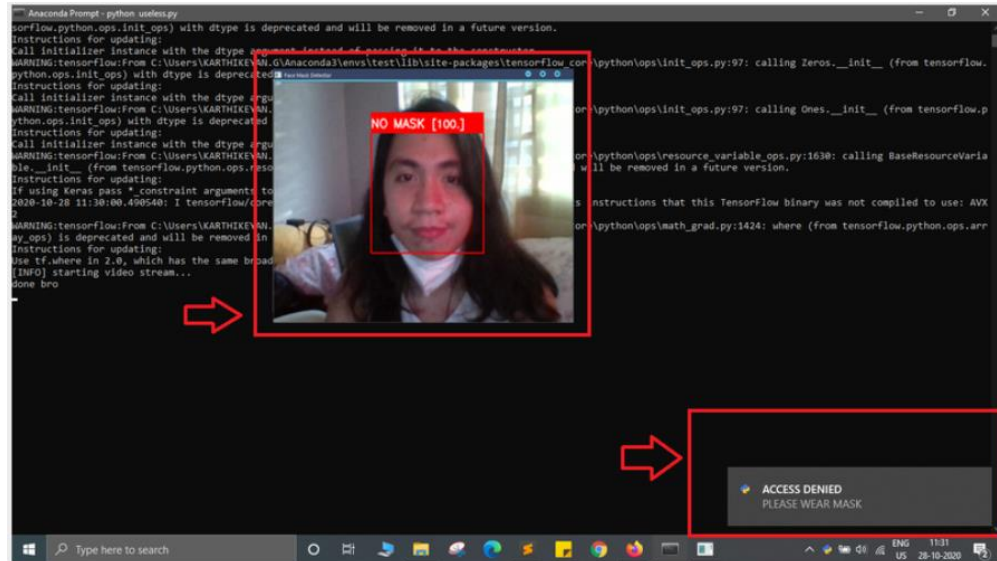 Anaconda Prompt - python useless.py
sorflow.python.ops.init_ops) with dtype is deprecated and will be removed in a future version.
Instructions for updating:
Call initializer instance with the dtype argument instead of passing it to the constructor
WARNING:tensorflow:From C:\Users\KARTHIKEYAN.G\Anaconda3\envs\test\lib\site-packages\tensorflow_core\python\ops\init_ops.py:97: calling Zeros.__init__ (from tensorflow.
python.ops.init_ops) with dtype is deprecated
Face Mask Detector
Instructions for updating:
Call initializer instance with the dtype argu
WARNING:tensorflow:From C:\Users\KARTHIKEYAN. \python\ops\init_ops.py:97: calling Ones.__init__ (from tensorflow.p
ython.ops.init_ops) with dtype is deprecated
NO MASK [100.]
Instructions for updating:
Call initializer instance with the dtype argu
WARNING:tensorflow:From C:\Users\KARTHIKEYAN. \python\ops\resource_variable_ops.py:1630: calling BaseResourceVaria
ble.__init__ (from tensorflow.python.ops.reso will be removed in a future version.
Instructions for updating:
If using Keras pass *_constraint arguments to
2020-10-28 11:30:00.490540: I tensorflow/core instructions that this TensorFlow binary was not compiled to use: AVX
2
WARNING:tensorflow:From C:\Users\KARTHIKEYAN. \python\ops\math_grad.py:1424: where (from tensorflow.python.ops.arr
ay_ops) is deprecated and will be removed in
Instructions for updating:
Use tf.where in 2.0, which has the same broad
[INFO] starting video stream...
done bro
ACCESS DENIED
PLEASE WEAR MASK
Type here to search
ENG 11:31
US 28-10-2020